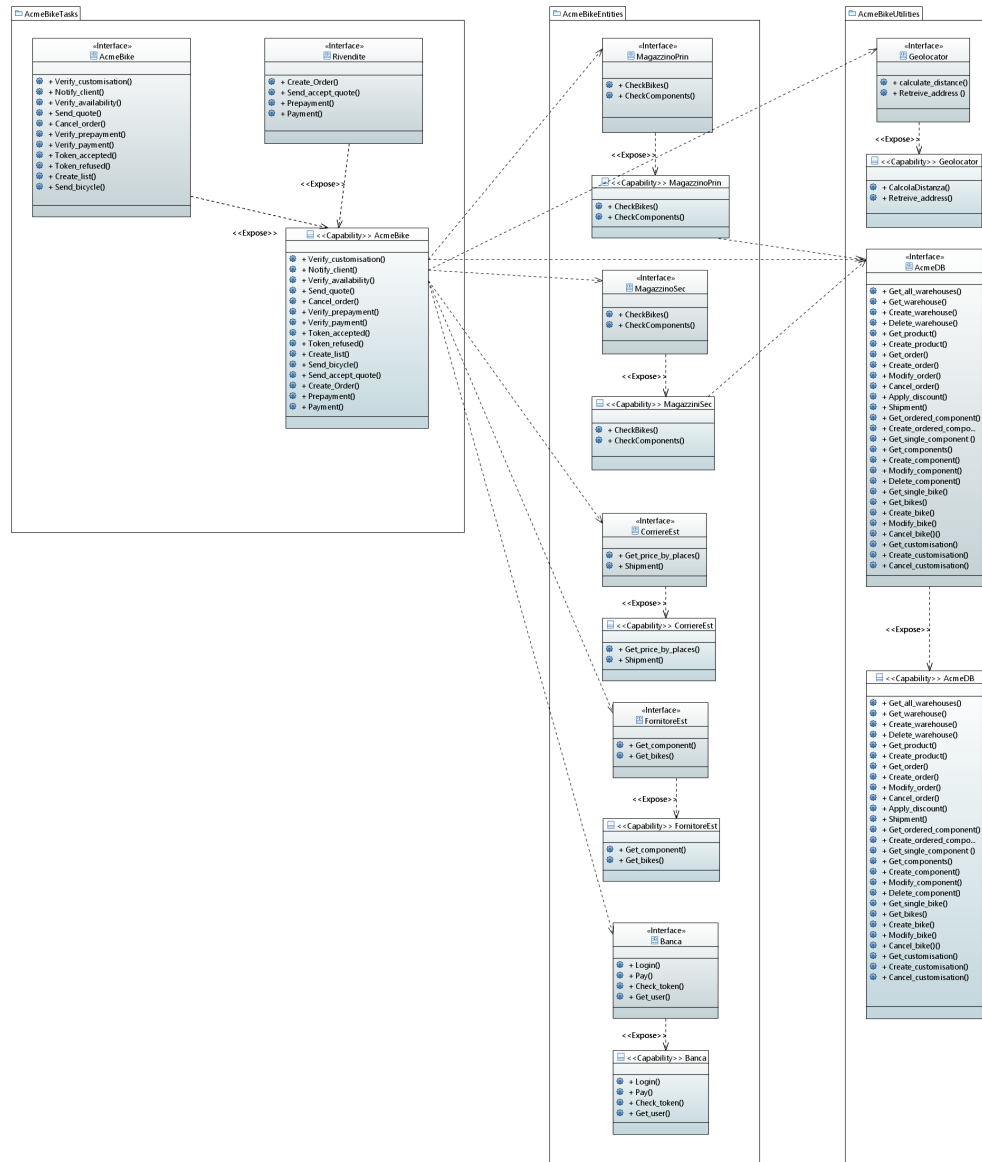 AcmeBikeTasks
«Interface»
AcmeBike
+ Verify_customisation()
+ Notify_client()
+ Verify_availability()
+ Send_quote()
+ Cancel_order()
+ Verify_prepayment()
+ Verify_payment()
+ Token_accepted()
+ Token_refused()
+ Create_list()
+ Send_bicycle()
«Interface»
Rivendite
+ Create_Order()
+ Send_accept_quote()
+ Prepayment()
+ Payment()
<<Expose>>
<<Expose>>
<<Capability>> AcmeBike
+ Verify_customisation()
+ Notify_client()
+ Verify_availability()
+ Send_quote()
+ Cancel_order()
+ Verify_prepayment()
+ Verify_payment()
+ Token_accepted()
+ Token_refused()
+ Create_list()
+ Send_bicycle()
+ Send_accept_quote()
+ Create_Order()
+ Prepayment()
+ Payment()
AcmeBikeEntities
«Interface»
MagazzinoPrin
+ CheckBikes()
+ CheckComponents()
<<Expose>>
<<Capability>> MagazzinoPrin
+ CheckBikes()
+ CheckComponents()
«Interface»
MagazzinoSec
+ CheckBikes()
+ CheckComponents()
<<Expose>>
<<Capability>> MagazziniSec
+ CheckBikes()
+ CheckComponents()
«Interface»
CorriereEst
+ Get_price_by_places()
+ Shipment()
<<Expose>>
<<Capability>> CorriereEst
+ Get_price_by_places()
+ Shipment()
«Interface»
FornitoreEst
+ Get_component()
+ Get_bikes()
<<Expose>>
<<Capability>> FornitoreEst
+ Get_component()
+ Get_bikes()
«Interface»
Banca
+ Login()
+ Pay()
+ Check_token()
+ Get_user()
<<Expose>>
<<Capability>> Banca
+ Login()
+ Pay()
+ Check_token()
+ Get_user()
AcmeBikeUtilities
«Interface»
Geolocator
+ calculate_distance()
+ Retreive_address ()
<<Expose>>
<<Capability>> Geolocator
+ CalcolaDistanza()
+ Retreive_address()
«Interface»
AcmeDB
+ Get_all_warehouses()
+ Get_warehouse()
+ Create_warehouse()
+ Delete_warehouse()
+ Get_product()
+ Create_product()
+ Get_order()
+ Create_order()
+ Modify_order()
+ Cancel_order()
+ Apply_discount()
+ Shipment()
+ Get_ordered_component()
+ Create_ordered_compo...
+ Get_single_component ()
+ Get_components()
+ Create_component()
+ Modify_component()
+ Delete_component()
+ Get_single_bike()
+ Get_bikes()
+ Create_bike()
+ Modify_bike()
+ Cancel_bike()()
+ Get_customisation()
+ Create_customisation()
+ Cancel_customisation()
<<Expose>>
<<Capability>> AcmeDB
+ Get_all_warehouses()
+ Get_warehouse()
+ Create_warehouse()
+ Delete_warehouse()
+ Get_product()
+ Create_product()
+ Get_order()
+ Create_order()
+ Modify_order()
+ Cancel_order()
+ Apply_discount()
+ Shipment()
+ Get_ordered_component()
+ Create_ordered_compo...
+ Get_single_component ()
+ Get_components()
+ Create_component()
+ Modify_component()
+ Delete_component()
+ Get_single_bike()
+ Get_bikes()
+ Create_bike()
+ Modify_bike()
+ Cancel_bike()()
+ Get_customisation()
+ Create_customisation()
+ Cancel_customisation()